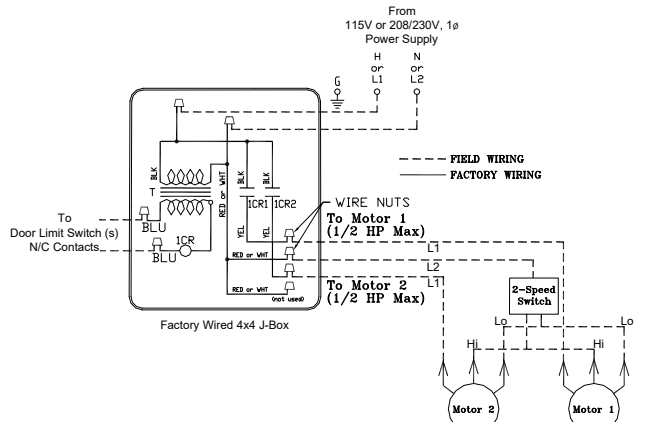 From
115V or 208/230V, 1ø
Power Supply
H
or
L1
N
or
L2
G
FIELD WIRING
FACTORY WIRING
BLK
T
RED or WHT
BLK
BLK
1CR1
1CR2
YEL
YEL
WIRE NUTS
To Motor 1
(1/2 HP Max)
To
Door Limit Switch (s)
N/C Contacts
BLU
BLU
1CR
RED or WHT
L1
L2
L1
To Motor 2
(1/2 HP Max)
RED or WHT
(not used)
2-Speed
Switch
Factory Wired 4x4 J-Box
Lo
Lo
Hi
Hi
Motor 2
Motor 1